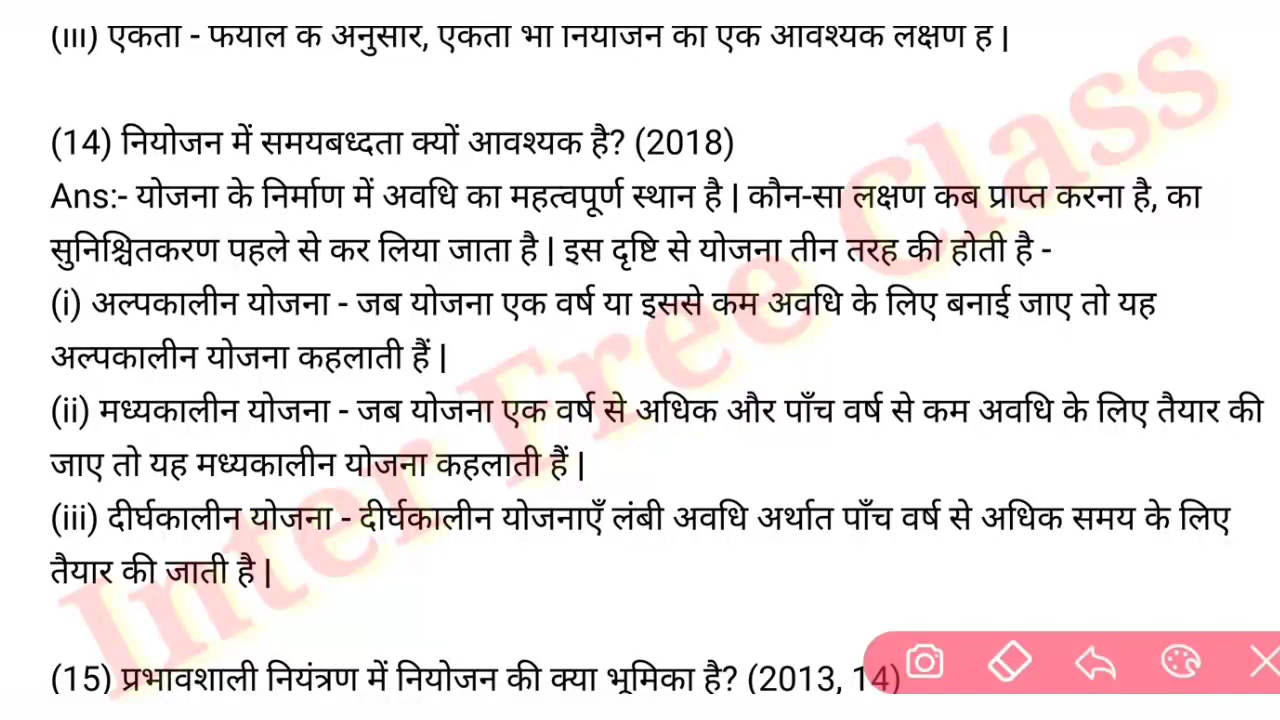 (iii) एकता - फेयोल के अनुसार, एकता भी नियोजन का एक आवश्यक लक्षण है |
(14) नियोजन में समयबध्दता क्यों आवश्यक है? (2018)
Ans:- योजना के निर्माण में अवधि का महत्वपूर्ण स्थान है | कौन-सा लक्षण कब प्राप्त करना है, का
सुनिश्चितकरण पहले से कर लिया जाता है | इस दृष्टि से योजना तीन तरह की होती है -
(i) अल्पकालीन योजना - जब योजना एक वर्ष या इससे कम अवधि के लिए बनाई जाए तो यह
अल्पकालीन योजना कहलाती हैं |
(ii) मध्यकालीन योजना - जब योजना एक वर्ष से अधिक और पाँच वर्ष से कम अवधि के लिए तैयार की
जाए तो यह मध्यकालीन योजना कहलाती हैं |
(iii) दीर्घकालीन योजना - दीर्घकालीन योजनाएँ लंबी अवधि अर्थात पाँच वर्ष से अधिक समय के लिए
तैयार की जाती है |
(15) प्रभावशाली नियंत्रण में नियोजन की क्या भूमिका है? (2013, 14)
Inter Free Class